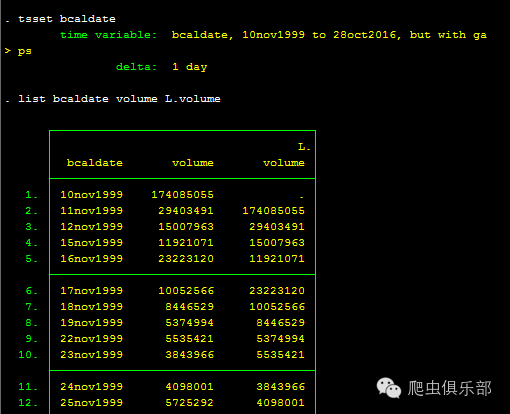 . tsset bcaldate
time variable: bcaldate, 10nov1999 to 28oct2016, but with ga
> ps
delta: 1 day
. list bcaldate volume L.volume
L.
bcaldate volume volume
1. 10nov1999 174085055 .
2. 11nov1999 29403491 174085055
3. 12nov1999 15007963 29403491
4. 15nov1999 11921071 15007963
5. 16nov1999 23223120 11921071
6. 17nov1999 10052566 23223120
7. 18nov1999 8446529 10052566
8. 19nov1999 5374994 8446529
9. 22nov1999 5535421 5374994
10. 23nov1999 3843966 5535421
11. 24nov1999 4098001 3843966
12. 25nov1999 5725292 4098001
爬虫俱乐部